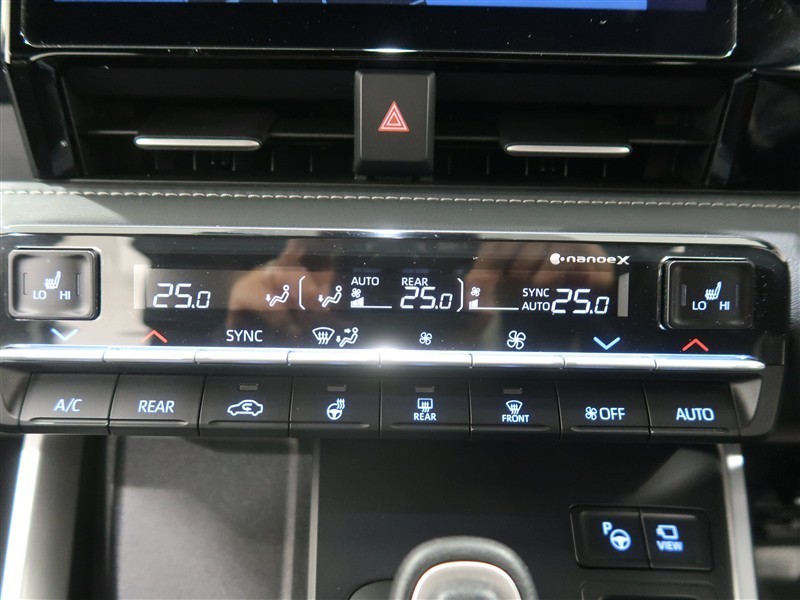 nanoeX
AUTO REAR
25.0 25.0 SYNC AUTO 25.0
LO HI
LO HI
SYNC
A/C REAR REAR FRONT OFF AUTO
P VIEW